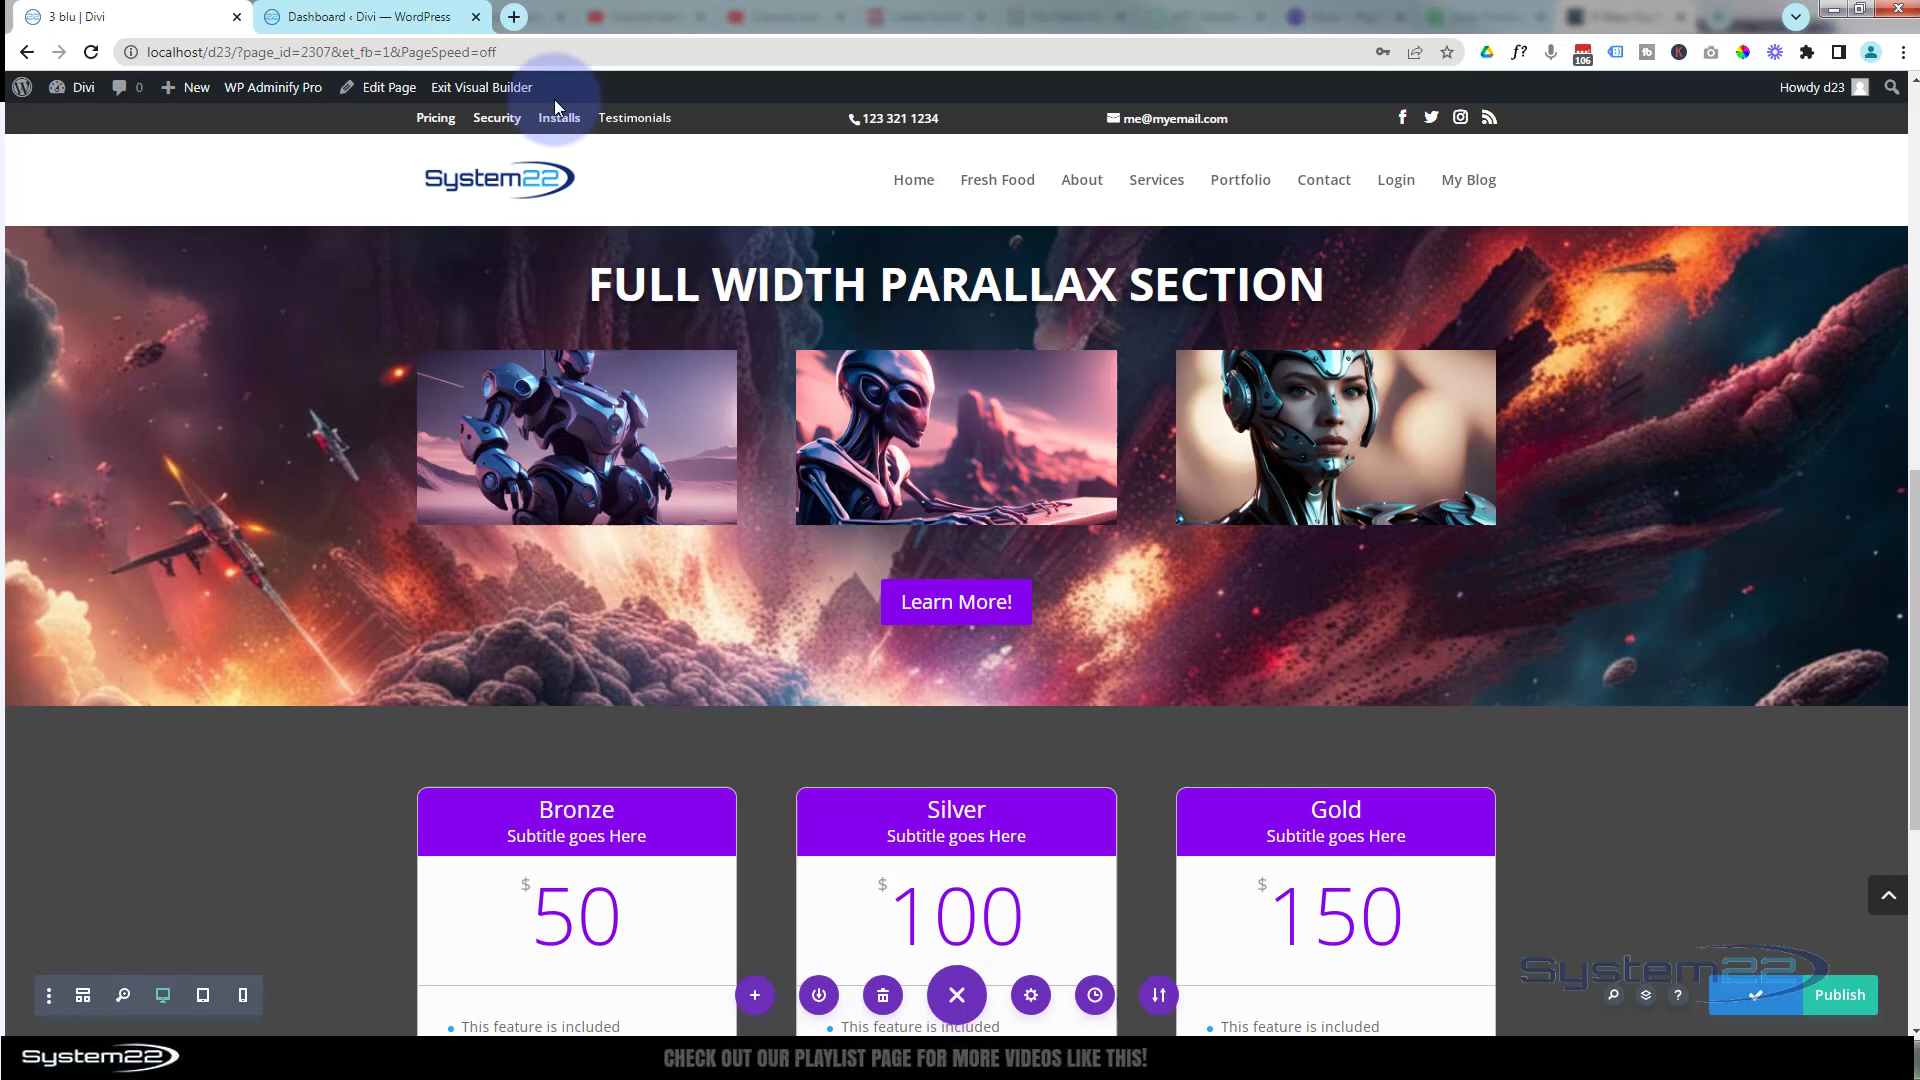 3 blu | Divi
Dashboard ‹ Divi — WordPress
localhost/d23/?page_id=2307&et_fb=1&PageSpeed=off
106
Divi 0 New WP Adminify Pro Edit Page Exit Visual Builder
Howdy d23
Pricing Security Installs Testimonials
123 321 1234
me@myemail.com
System22
Home Fresh Food About Services Portfolio Contact Login My Blog
FULL WIDTH PARALLAX SECTION
Learn More!
Bronze
Subtitle goes Here
$50
This feature is included
Silver
Subtitle goes Here
$100
This feature is included
Gold
Subtitle goes Here
$150
This feature is included
System22
Publish
System22
CHECK OUT OUR PLAYLIST PAGE FOR MORE VIDEOS LIKE THIS!